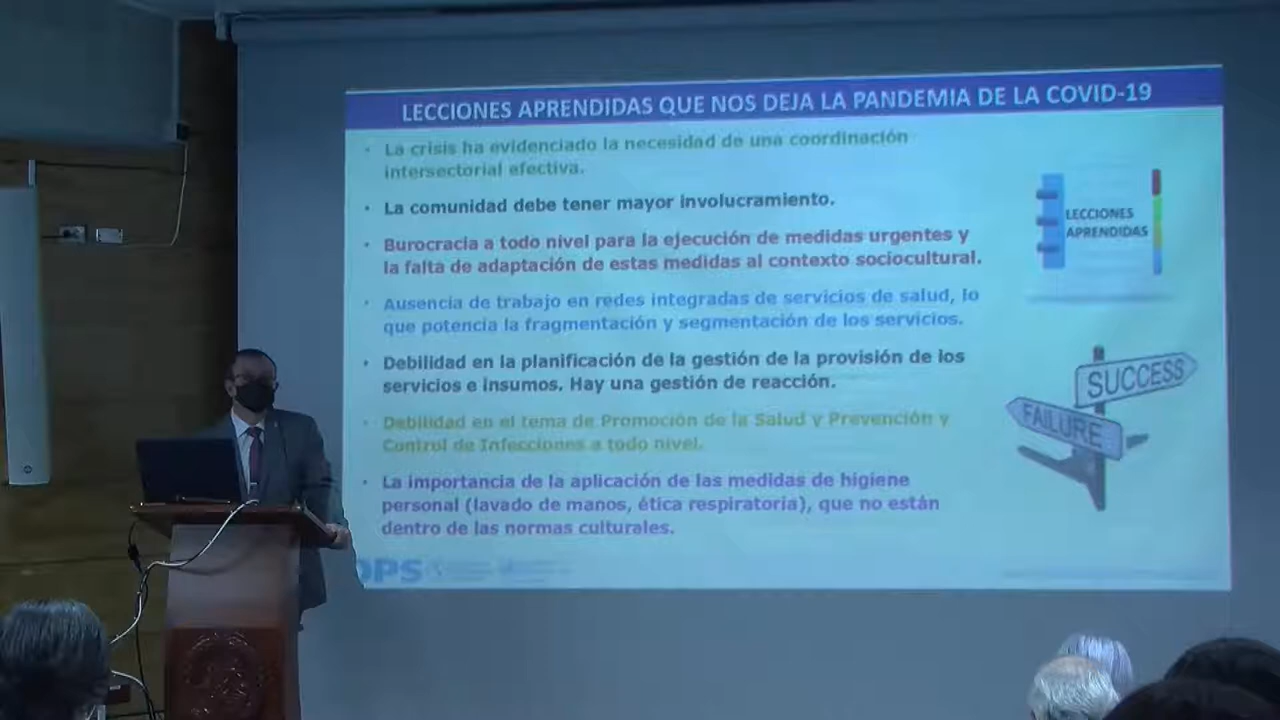 LECCIONES APRENDIDAS QUE NOS DEJA LA PANDEMIA DE LA COVID-19
• La crisis ha evidenciado la necesidad de una coordinación
intersectorial efectiva.
• La comunidad debe tener mayor involucramiento.
• Burocracia a todo nivel para la ejecución de medidas urgentes y
la falta de adaptación de estas medidas al contexto sociocultural.
• Ausencia de trabajo en redes integradas de servicios de salud, lo
que potencia la fragmentación y segmentación de los servicios.
• Debilidad en la planificación de la gestión de la provisión de los
servicios e insumos. Hay una gestión de reacción.
• Debilidad en el tema de Promoción de la Salud y Prevención y
Control de Infecciones a todo nivel.
• La importancia de la aplicación de las medidas de higiene
personal (lavado de manos, ética respiratoria), que no están
dentro de las normas culturales.
LECCIONES
APRENDIDAS
SUCCESS
FAILURE
OPS